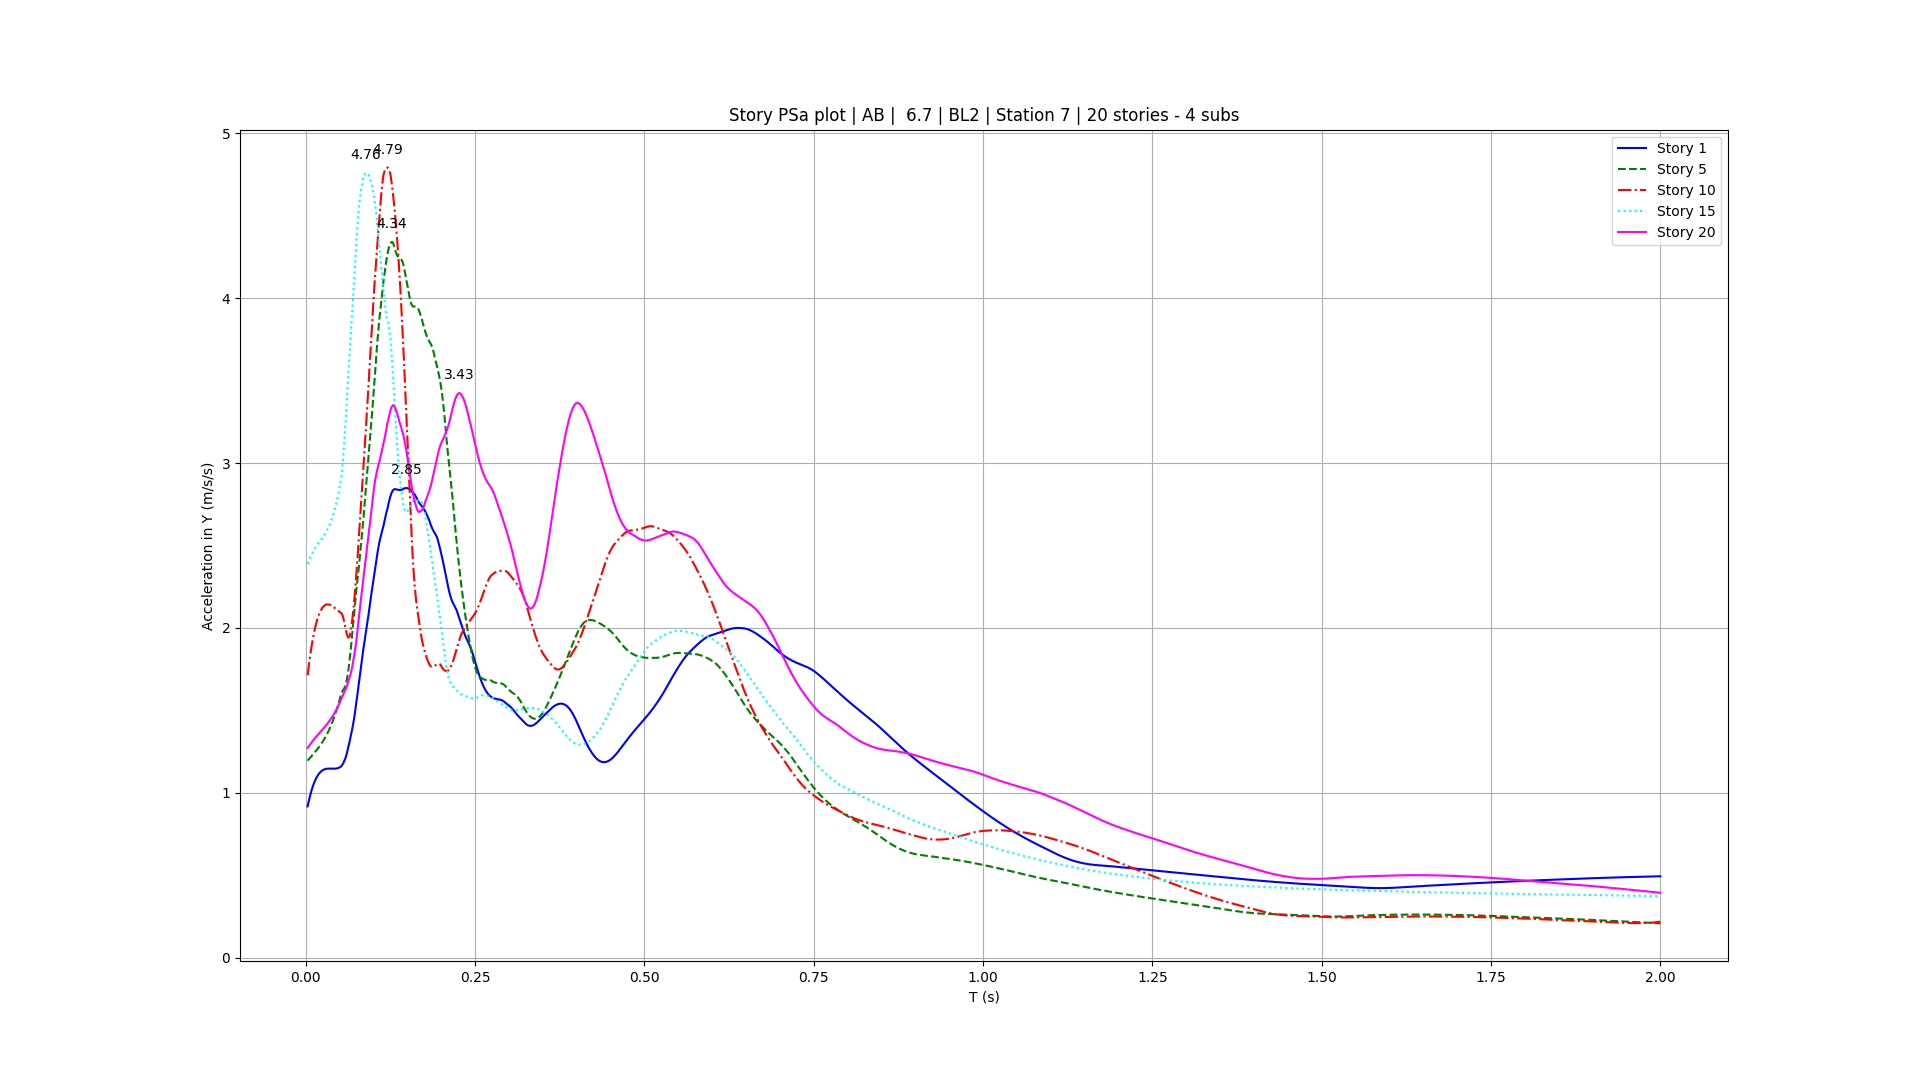 Story PSa plot | AB |  6.7 | BL2 | Station 7 | 20 stories - 4 subs
5
4
3
2
1
0
Acceleration in Y (m/s/s)
4.76
4.79
4.34
3.43
2.85
Story 1
Story 5
Story 10
Story 15
Story 20
0.00 0.25 0.50 0.75 1.00 1.25 1.50 1.75 2.00
T (s)